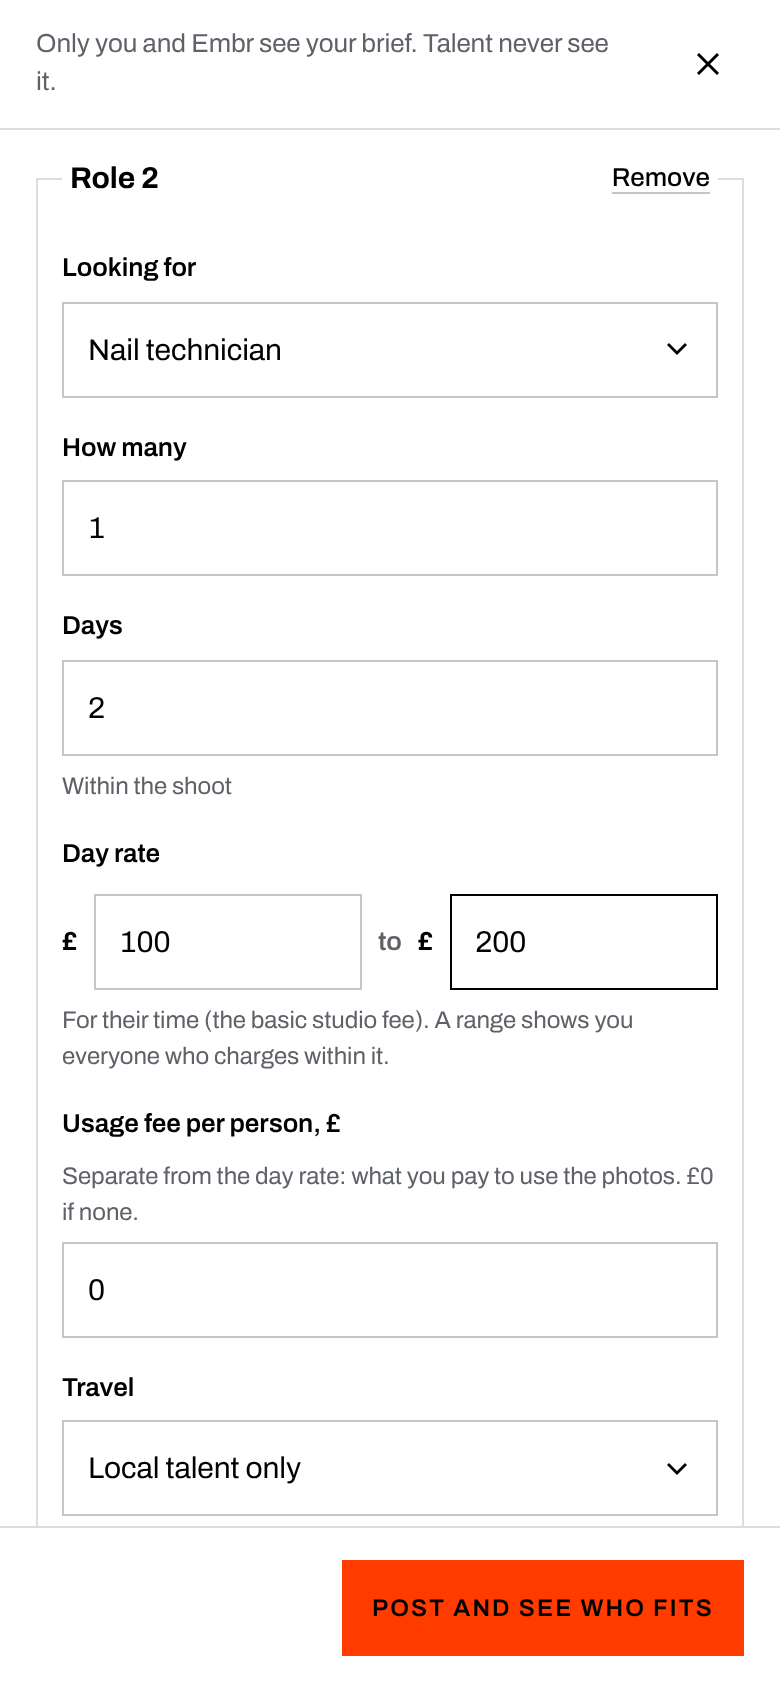 Only you and Embr see your brief. Talent never see
it.
Role 2
Remove
Looking for
Nail technician
How many
1
Days
2
Within the shoot
Day rate
£ 100 to £ 200
For their time (the basic studio fee). A range shows you
everyone who charges within it.
Usage fee per person, £
Separate from the day rate: what you pay to use the photos. £0
if none.
0
Travel
Local talent only
POST AND SEE WHO FITS